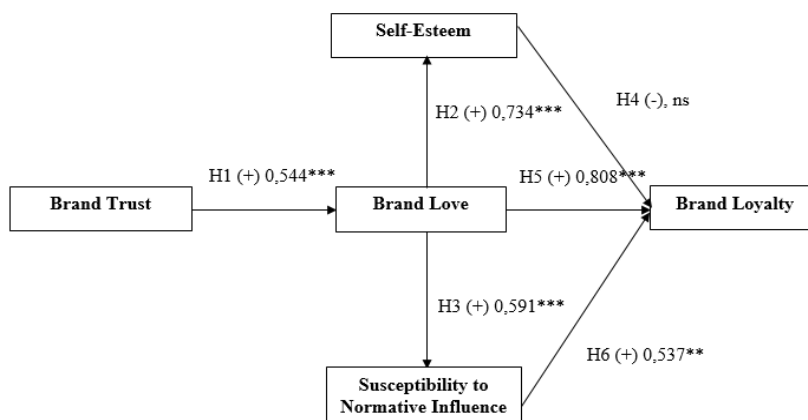 Self-Esteem
H4 (-), ns
H2 (+) 0,734***
H1 (+) 0,544***
H5 (+) 0,808***
Brand Trust
Brand Love
Brand Loyalty
H3 (+) 0,591***
H6 (+) 0,537**
Susceptibility to
Normative Influence